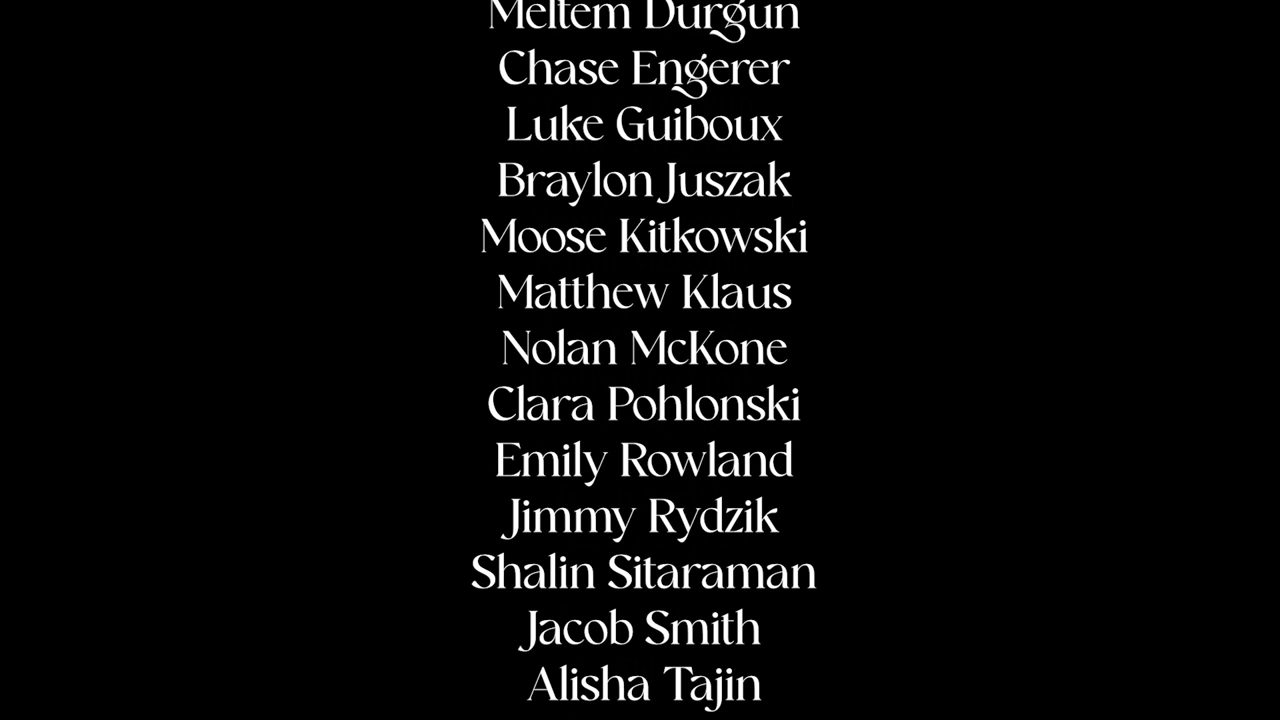 Meltem Durgun
Chase Engerer
Luke Guiboux
Braylon Juszak
Moose Kitkowski
Matthew Klaus
Nolan McKone
Clara Pohlonski
Emily Rowland
Jimmy Rydzik
Shalin Sitaraman
Jacob Smith
Alisha Tajin